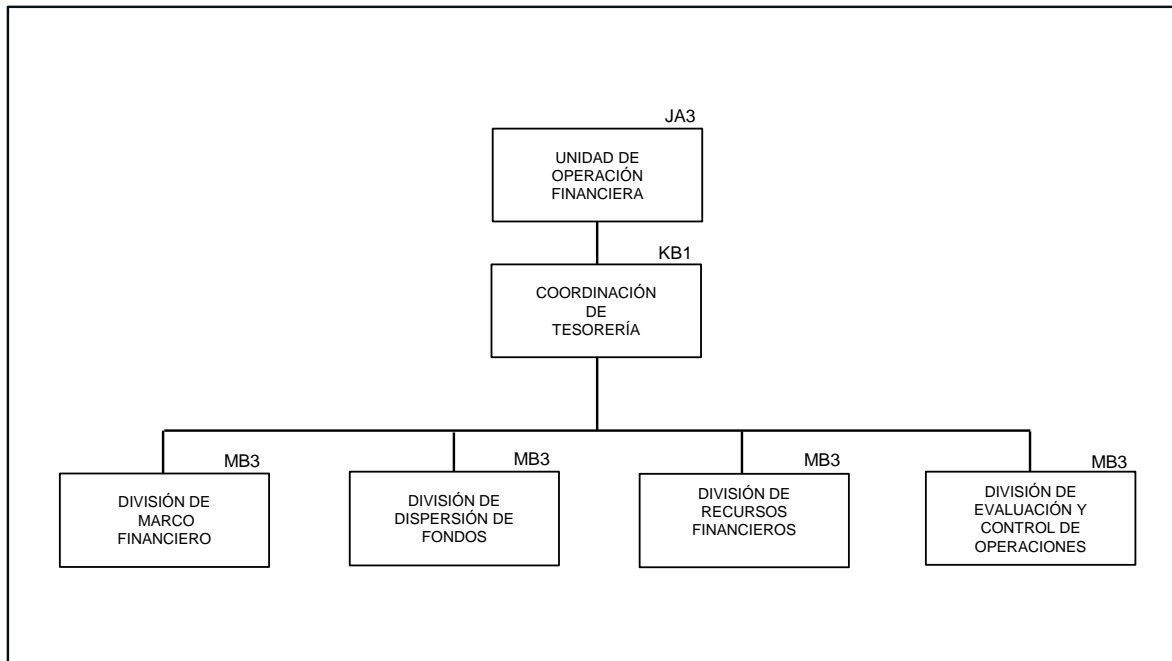 JA3
UNIDAD DE
OPERACIÓN
FINANCIERA
KB1
COORDINACIÓN
DE
TESORERÍA
MB3
DIVISIÓN DE
MARCO
FINANCIERO
MB3
DIVISIÓN DE
DISPERSIÓN DE
FONDOS
MB3
DIVISIÓN DE
RECURSOS
FINANCIEROS
MB3
DIVISIÓN DE
EVALUACIÓN Y
CONTROL DE
OPERACIONES